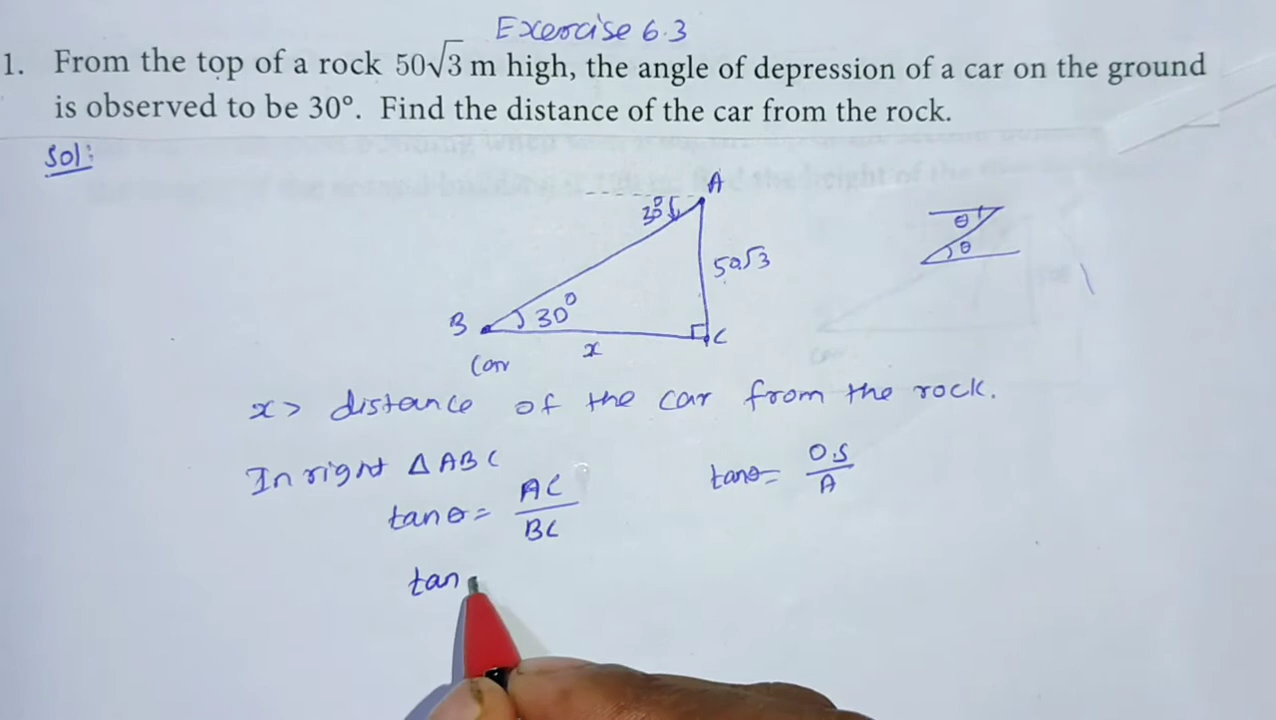 Exercise 6.3
1. From the top of a rock 50√3 m high, the angle of depression of a car on the ground
is observed to be 30°. Find the distance of the car from the rock.
Sol:
A
30°
θ
θ
50√3
B
30°
C
x
Car
x > distance of the car from the rock.
In right △ABC
tanθ = AC/BC
tanθ = O.S/A
tan